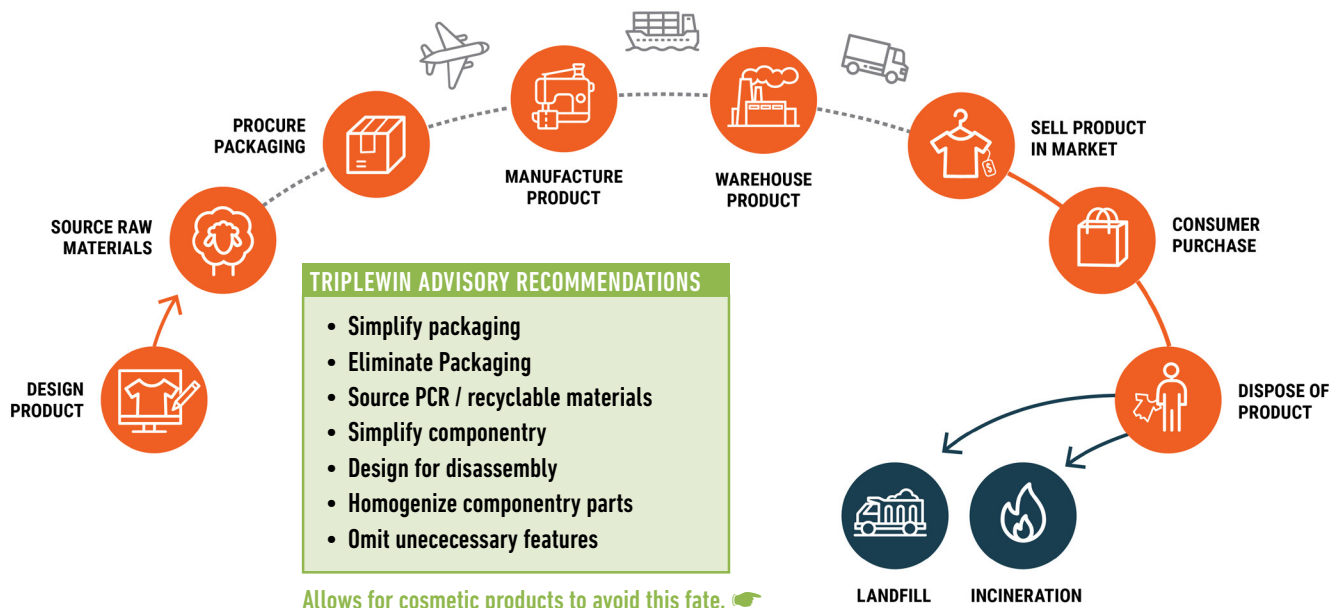 DESIGN
PRODUCT
SOURCE RAW
MATERIALS
PROCURE
PACKAGING
MANUFACTURE
PRODUCT
WAREHOUSE
PRODUCT
$
SELL PRODUCT
IN MARKET
CONSUMER
PURCHASE
DISPOSE OF
PRODUCT
LANDFILL
INCINERATION
TRIPLEWIN ADVISORY RECOMMENDATIONS
• Simplify packaging
• Eliminate Packaging
• Source PCR / recyclable materials
• Simplify componentry
• Design for disassembly
• Homogenize componentry parts
• Omit unececessary features
Allows for cosmetic products to avoid this fate.